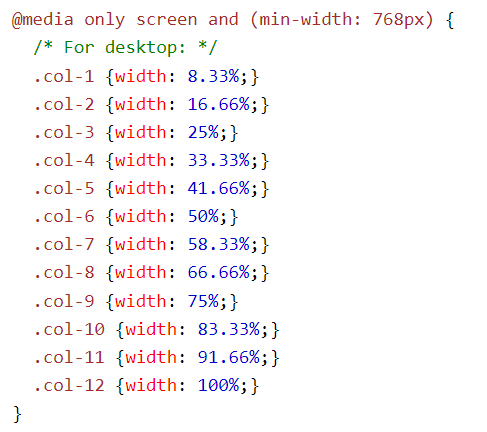 @media only screen and (min-width: 768px) {
  /* For desktop: */
  .col-1 {width: 8.33%;}
  .col-2 {width: 16.66%;}
  .col-3 {width: 25%;}
  .col-4 {width: 33.33%;}
  .col-5 {width: 41.66%;}
  .col-6 {width: 50%;}
  .col-7 {width: 58.33%;}
  .col-8 {width: 66.66%;}
  .col-9 {width: 75%;}
  .col-10 {width: 83.33%;}
  .col-11 {width: 91.66%;}
  .col-12 {width: 100%;}
}